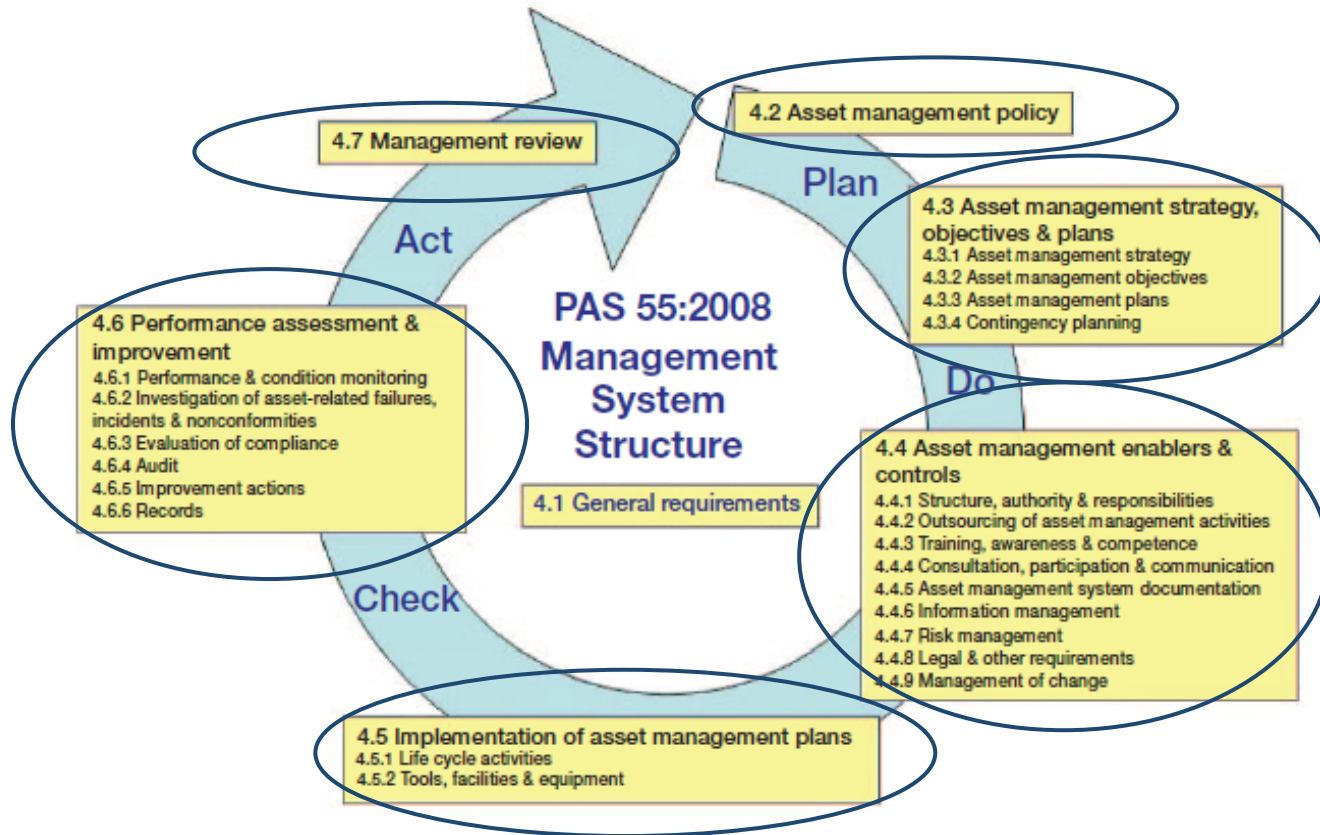 4.2 Asset management policy
4.7 Management review
Plan
4.3 Asset management strategy,
objectives & plans
4.3.1 Asset management strategy
4.3.2 Asset management objectives
4.3.3 Asset management plans
4.3.4 Contingency planning
Act
PAS 55:2008
Management
System
Structure
4.1 General requirements
4.6 Performance assessment &
improvement
4.6.1 Performance & condition monitoring
4.6.2 Investigation of asset-related failures,
incidents & nonconformities
4.6.3 Evaluation of compliance
4.6.4 Audit
4.6.5 Improvement actions
4.6.6 Records
Do
4.4 Asset management enablers &
controls
4.4.1 Structure, authority & responsibilities
4.4.2 Outsourcing of asset management activities
4.4.3 Training, awareness & competence
4.4.4 Consultation, participation & communication
4.4.5 Asset management system documentation
4.4.6 Information management
4.4.7 Risk management
4.4.8 Legal & other requirements
4.4.9 Management of change
Check
4.5 Implementation of asset management plans
4.5.1 Life cycle activities
4.5.2 Tools, facilities & equipment